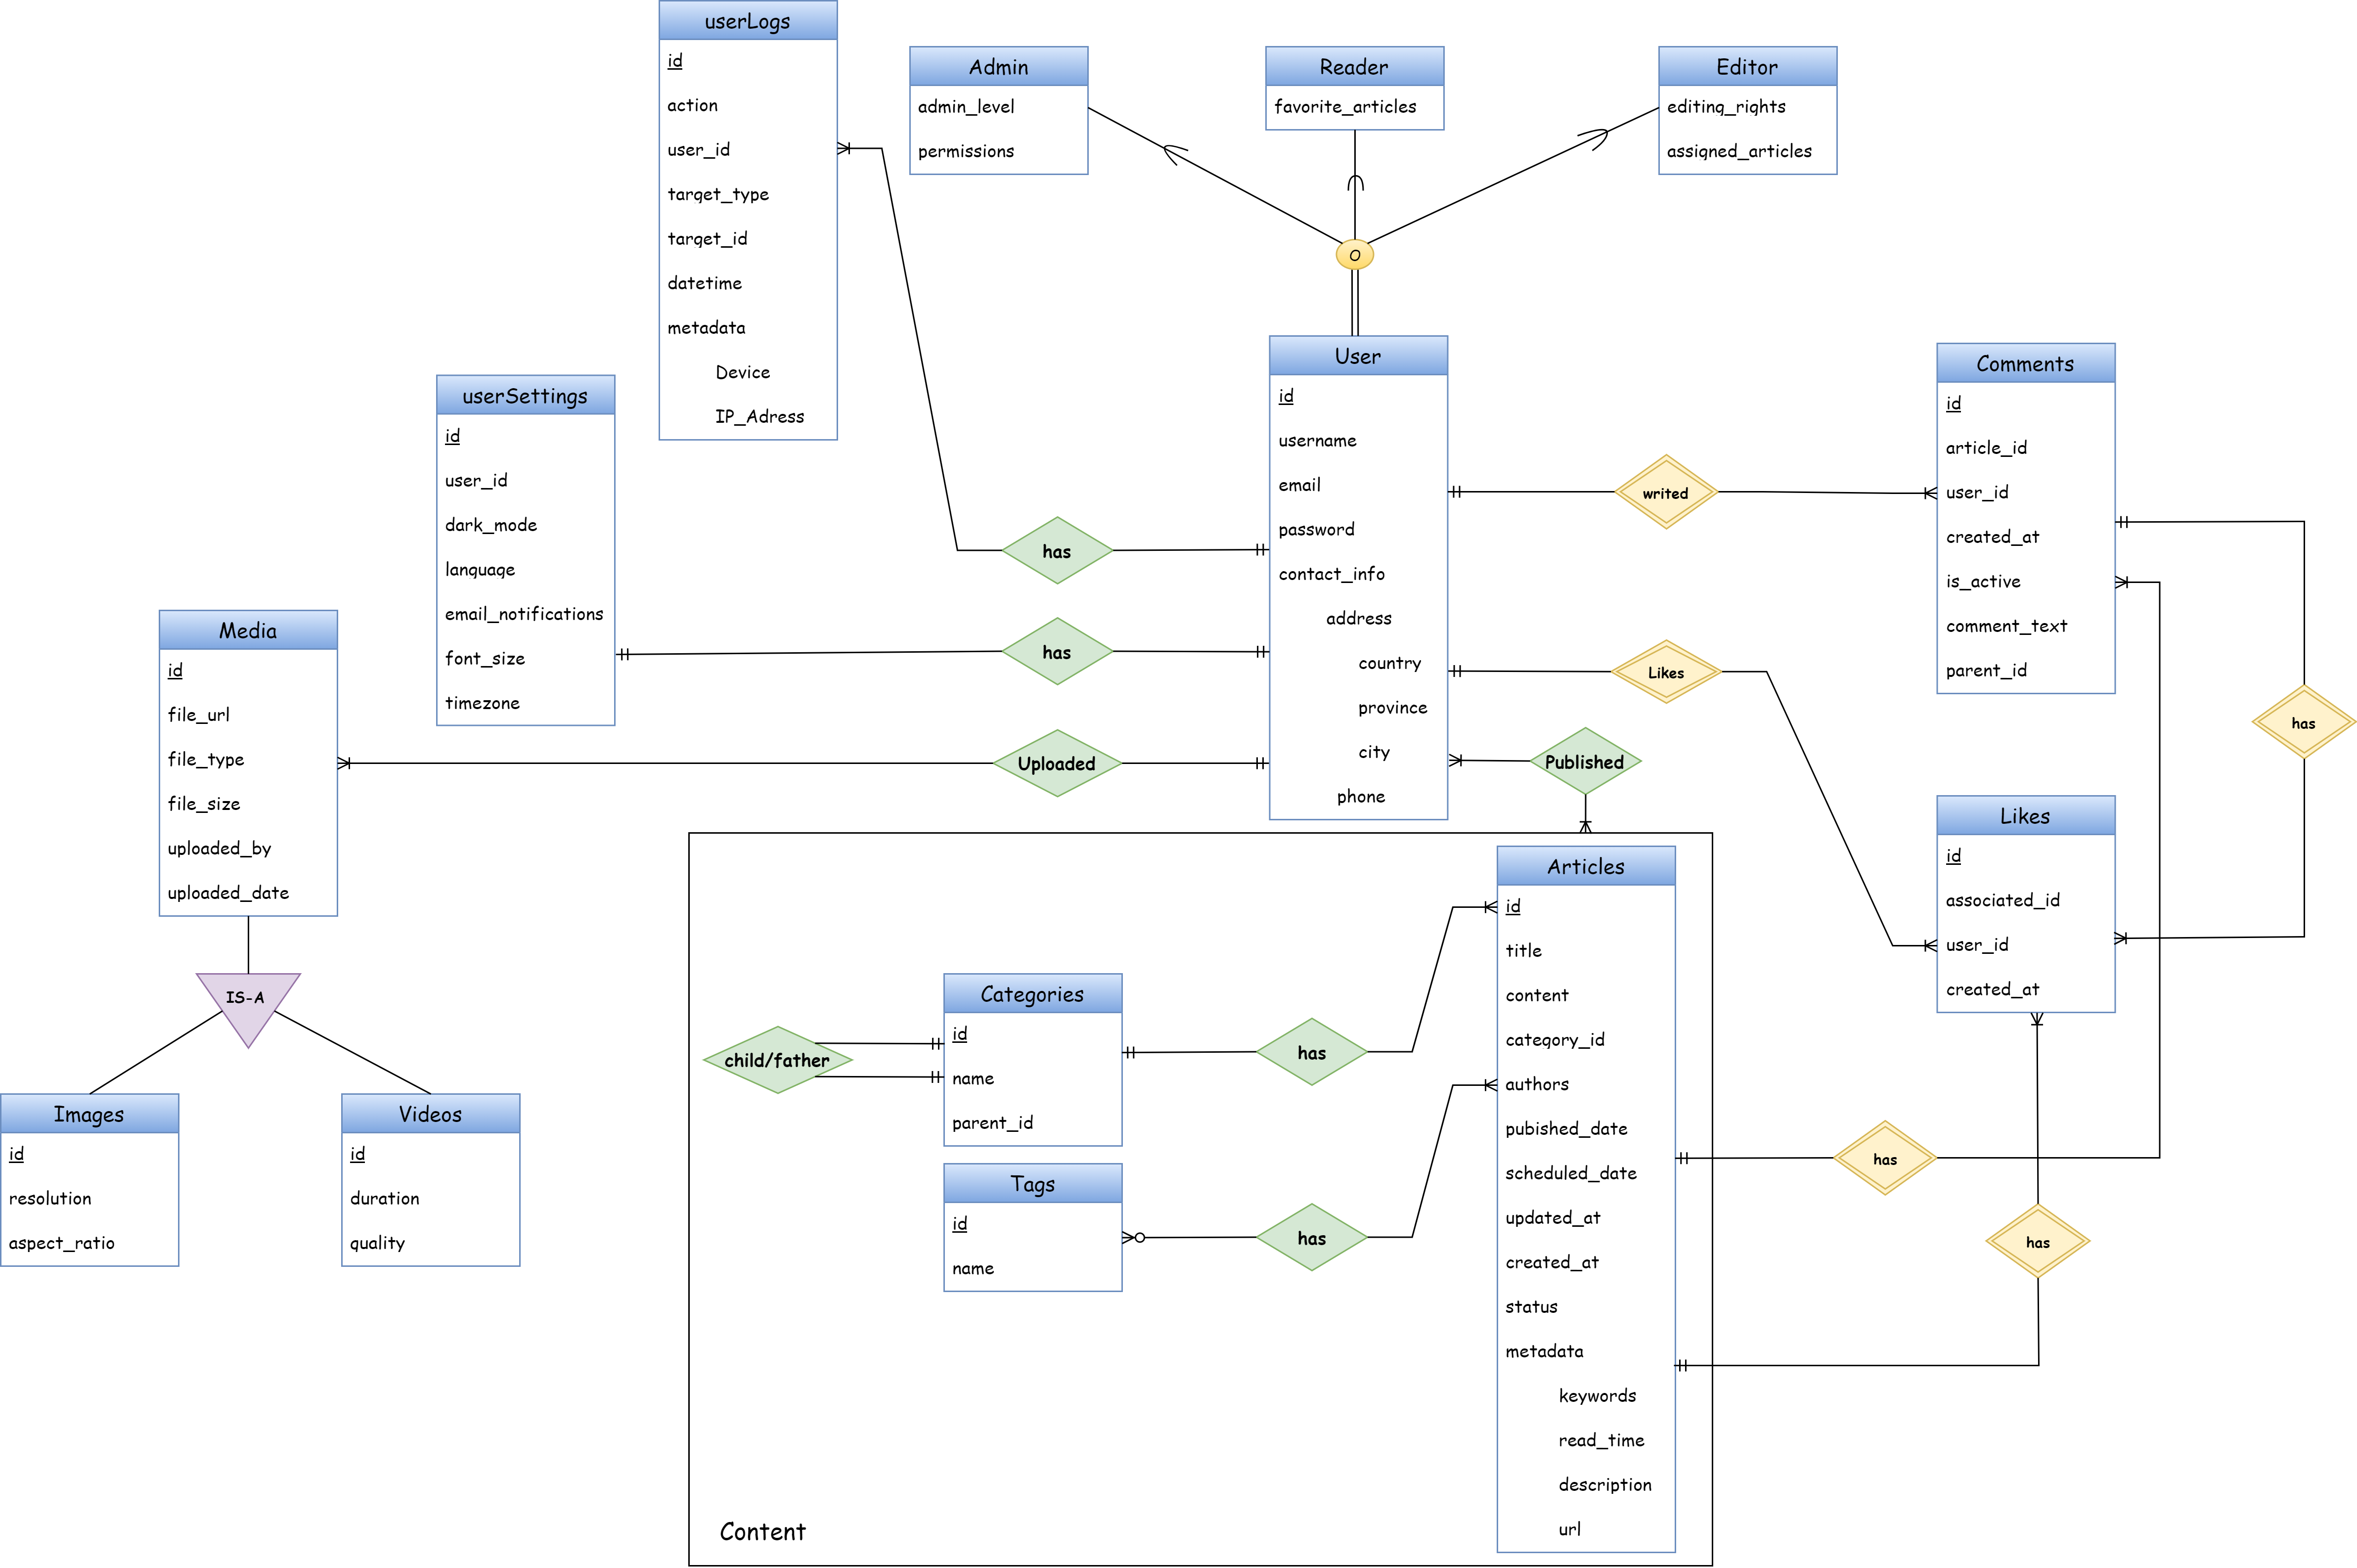 userLogs
id
action
user_id
target_type
target_id
datetime
metadata
Device
IP_Adress
Admin
admin_level
permissions
Reader
favorite_articles
Editor
editing_rights
assigned_articles
O
User
id
username
email
password
contact_info
address
country
province
city
phone
userSettings
id
user_id
dark_mode
language
email_notifications
font_size
timezone
Media
id
file_url
file_type
file_size
uploaded_by
uploaded_date
IS-A
Images
id
resolution
aspect_ratio
Videos
id
duration
quality
has
has
Uploaded
writed
Likes
Published
Comments
id
article_id
user_id
created_at
is_active
comment_text
parent_id
has
Likes
id
associated_id
user_id
created_at
has
has
Articles
id
title
content
category_id
authors
pubished_date
scheduled_date
updated_at
created_at
status
metadata
keywords
read_time
description
url
Categories
id
name
parent_id
child/father
has
Tags
id
name
has
Content